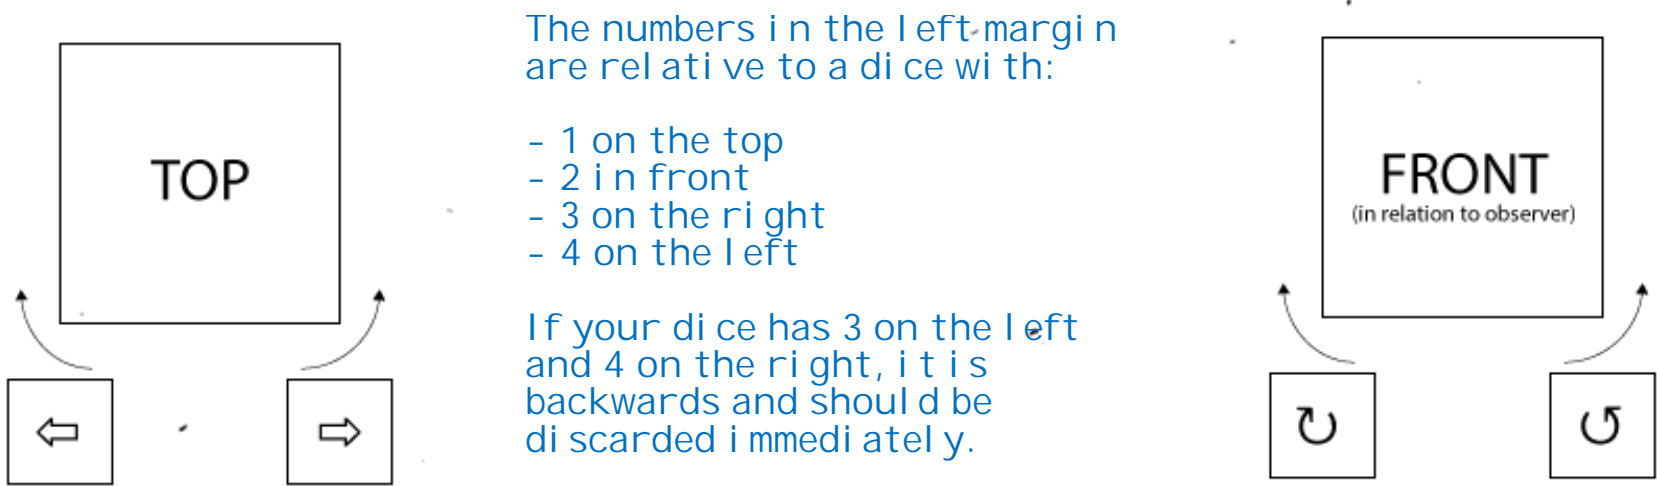 TOP
The numbers in the left margin
are relative to a dice with:
- 1 on the top
- 2 in front
- 3 on the right
- 4 on the left
If your dice has 3 on the left
and 4 on the right, it is
backwards and should be
discarded immediately.
FRONT
(in relation to observer)